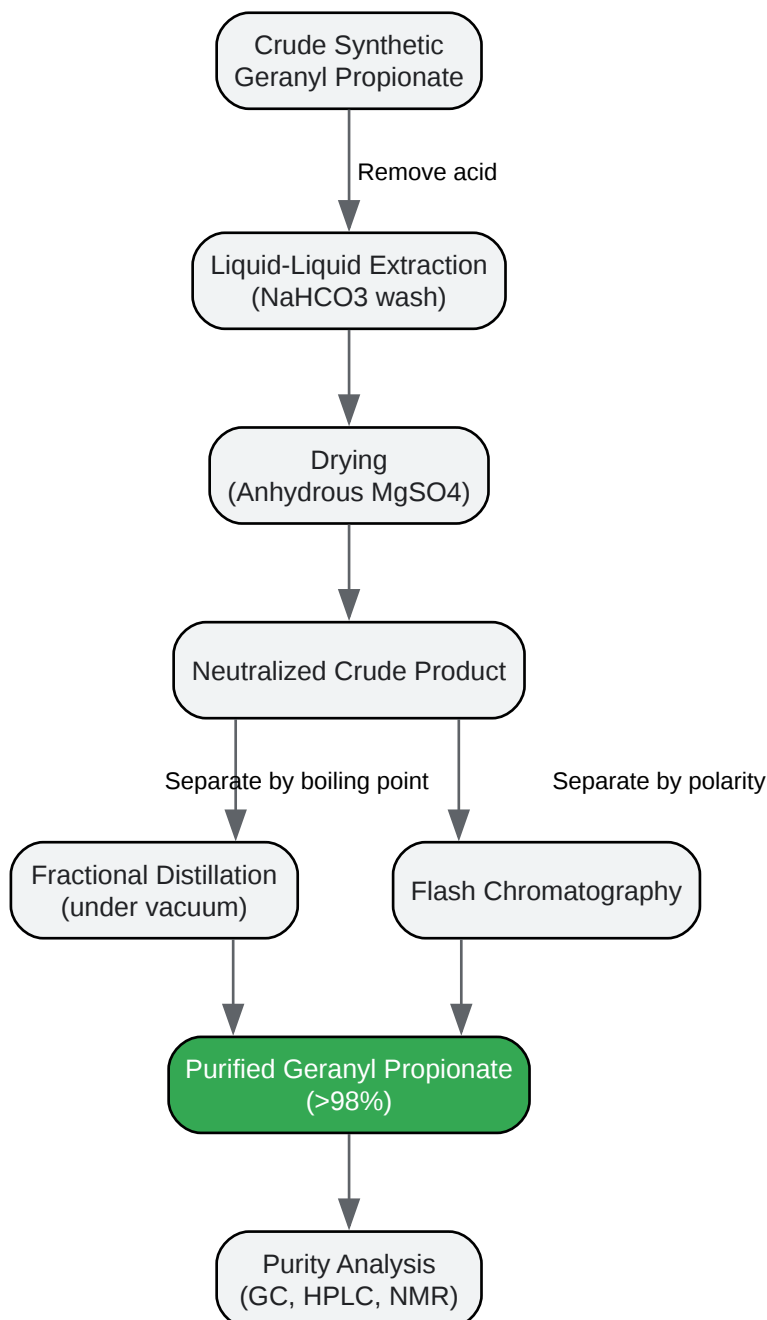 Crude Synthetic
Geranyl Propionate
Remove acid
Liquid-Liquid Extraction
(NaHCO3 wash)
Drying
(Anhydrous MgSO4)
Neutralized Crude Product
Separate by boiling point
Separate by polarity
Fractional Distillation
(under vacuum)
Flash Chromatography
Purified Geranyl Propionate
(>98%)
Purity Analysis
(GC, HPLC, NMR)